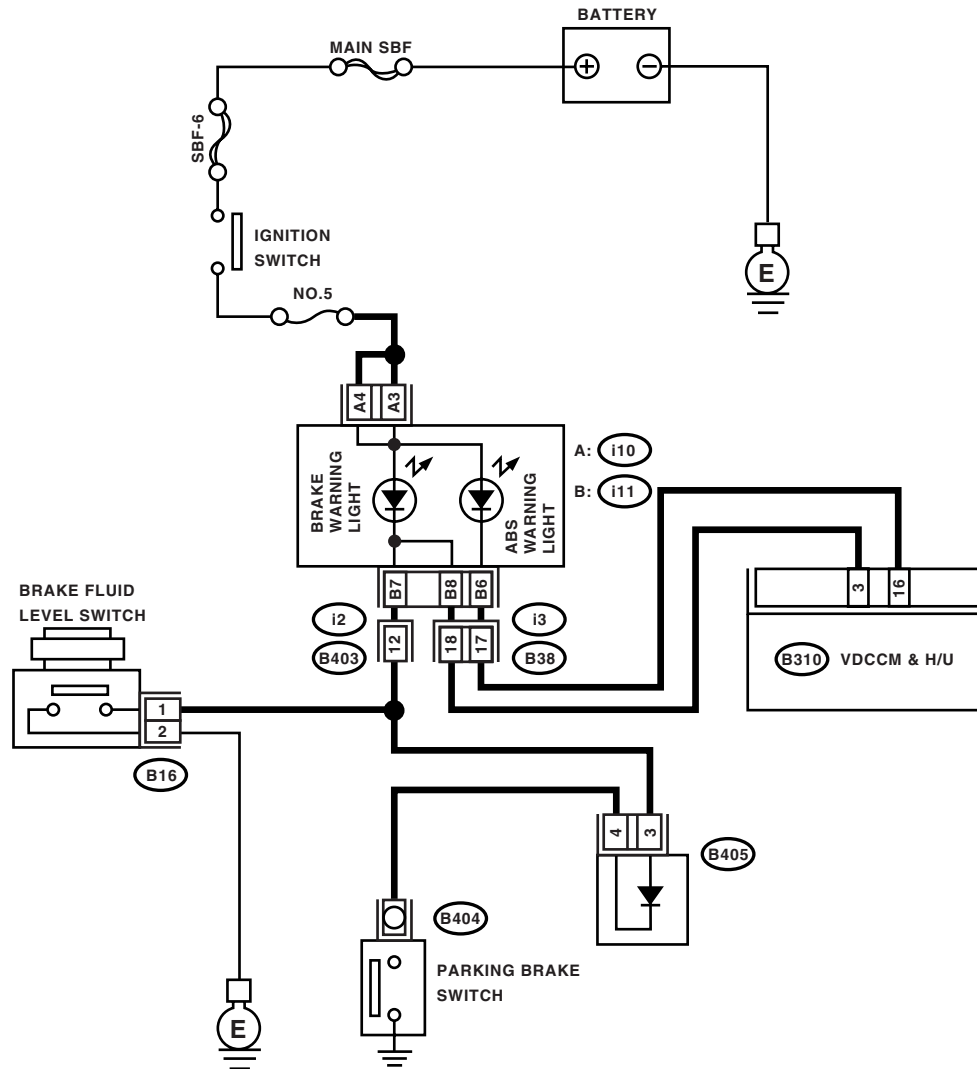 BATTERY
MAIN SBF
+
−
SBF-6
IGNITION
SWITCH
E
NO.5
A4
A3
BRAKE
WARNING
LIGHT
ABS
WARNING
LIGHT
A: i10
B: i11
B7
B8
B6
3
16
BRAKE FLUID
LEVEL SWITCH
i2
i3
B403
12
18
17
B38
B310
VDCCM & H/U
1
2
B16
4
3
B405
B404
PARKING BRAKE
SWITCH
E